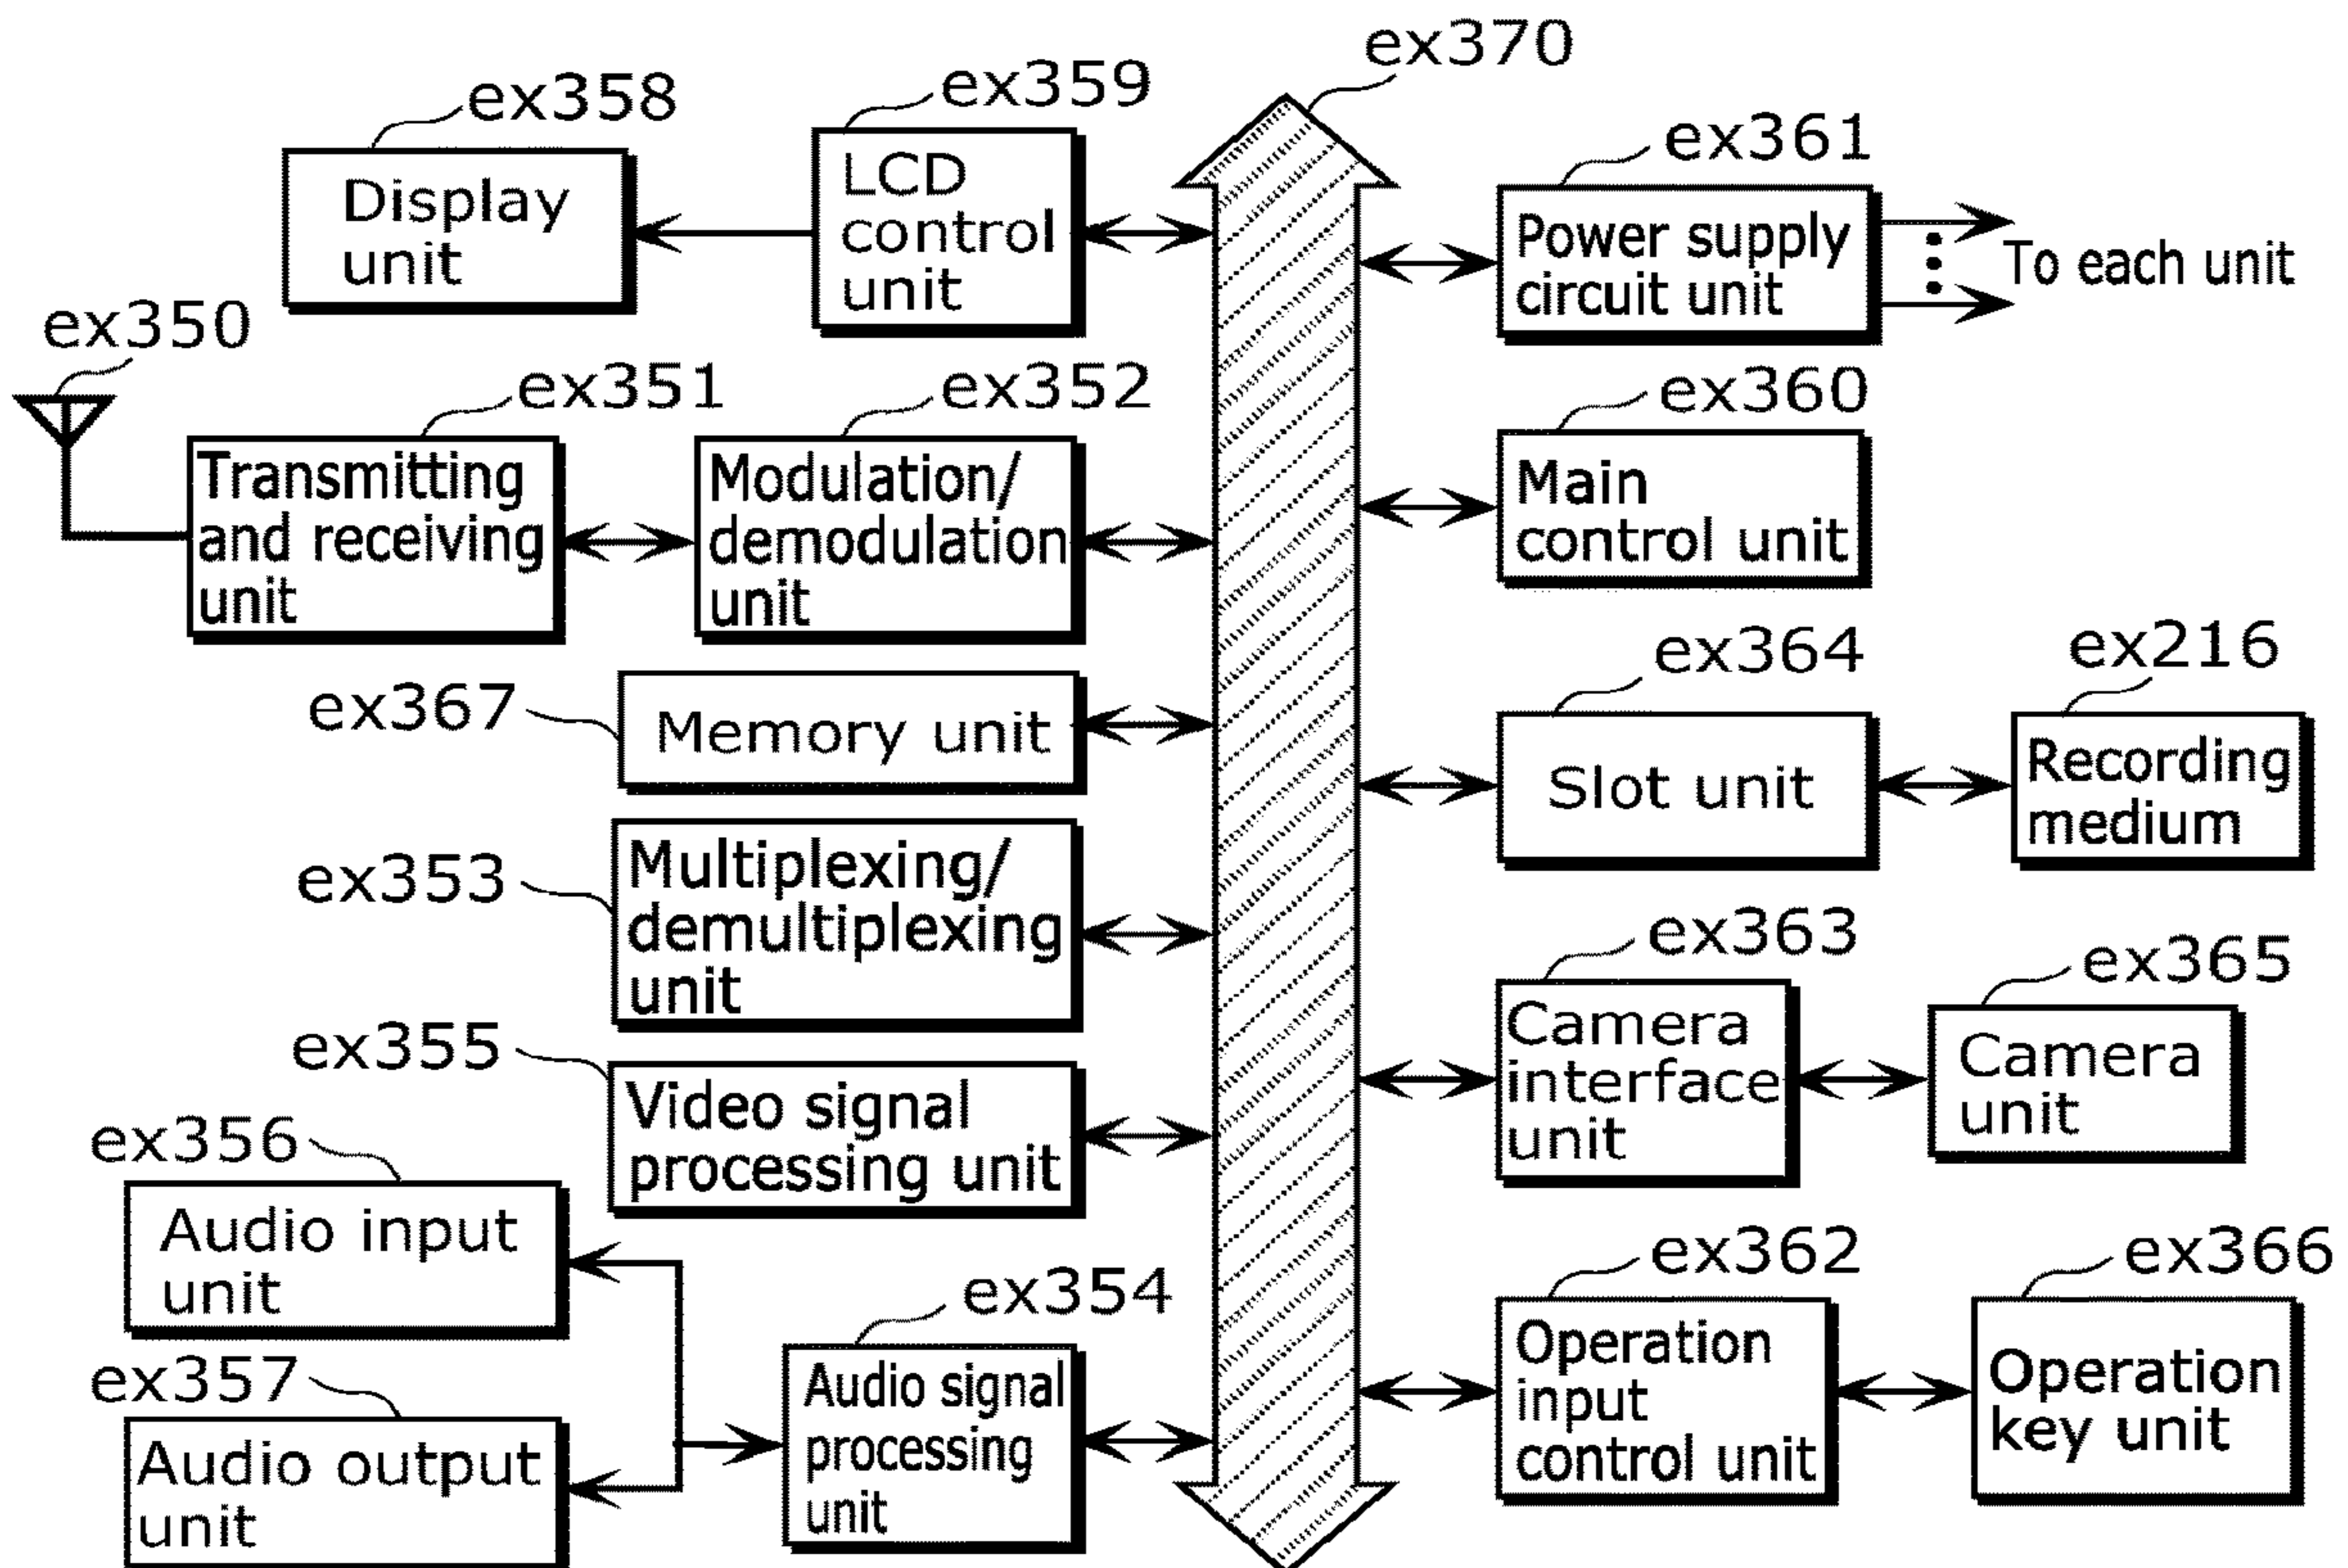 ex370
ex358
ex359
ex361
Display
unit
LCD
control
unit
Power supply
circuit unit
To each unit
ex350
ex351
ex352
ex360
Transmitting
and receiving
unit
Modulation/
demodulation
unit
Main
control unit
ex367
Memory unit
ex364
ex216
Slot unit
Recording
medium
ex353
Multiplexing/
demultiplexing
unit
ex363
ex365
Camera
interface
unit
Camera
unit
ex355
Video signal
processing unit
ex356
Audio input
unit
ex354
ex362
ex366
ex357
Audio output
unit
Audio signal
processing
unit
Operation
input
control unit
Operation
key unit